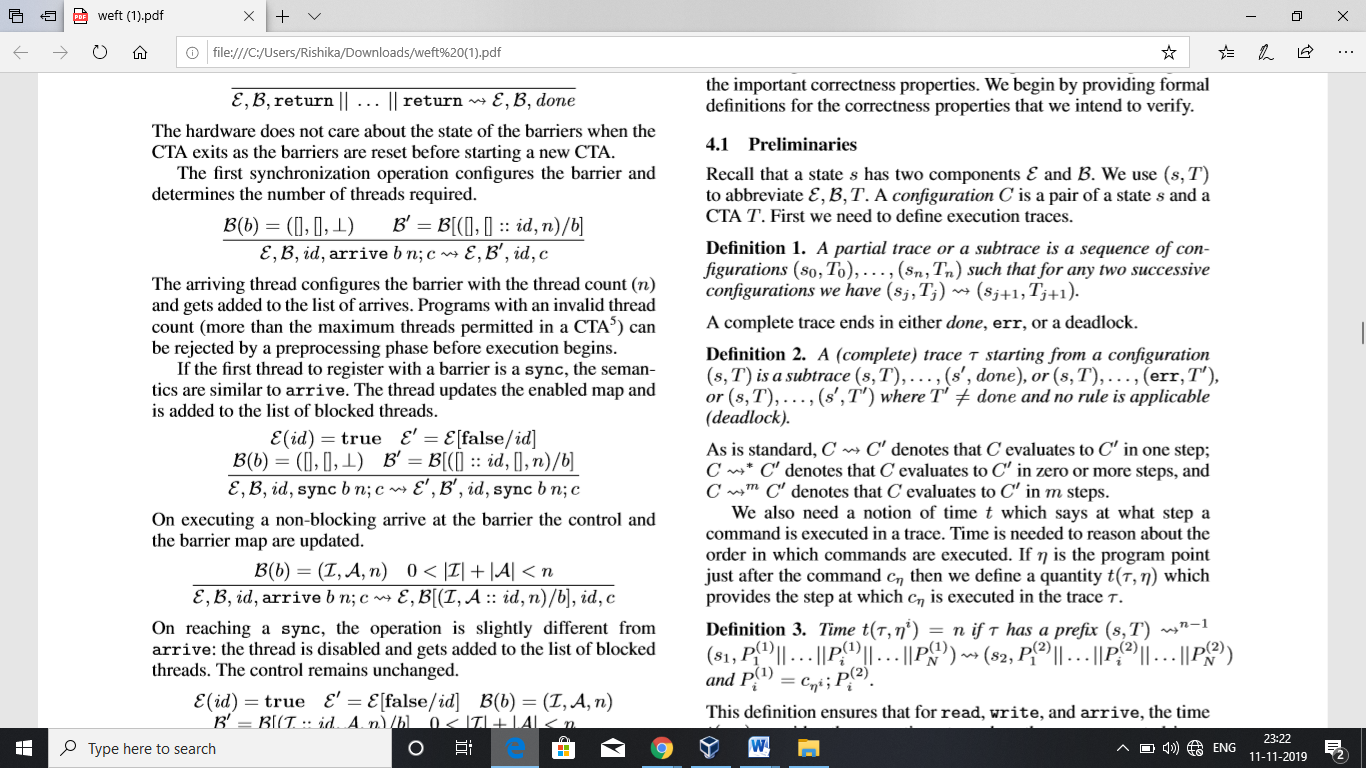 weft (1).pdf
file:///C:/Users/Rishika/Downloads/weft%20(1).pdf
ℰ, ℬ, return || … || return ⇝ ℰ, ℬ, done
The hardware does not care about the state of the barriers when the
CTA exits as the barriers are reset before starting a new CTA.
The first synchronization operation configures the barrier and
determines the number of threads required.
ℬ(b) = ([], [], ⊥) ℬ′ = ℬ[([], [] :: id, n)/b]
ℰ, ℬ, id, arrive b n; c ⇝ ℰ, ℬ′, id, c
The arriving thread configures the barrier with the thread count (n)
and gets added to the list of arrives. Programs with an invalid thread
count (more than the maximum threads permitted in a CTA⁵) can
be rejected by a preprocessing phase before execution begins.
If the first thread to register with a barrier is a sync, the seman-
tics are similar to arrive. The thread updates the enabled map and
is added to the list of blocked threads.
ℰ(id) = true ℰ′ = ℰ[false/id]
ℬ(b) = ([], [], ⊥) ℬ′ = ℬ[([] :: id, [], n)/b]
ℰ, ℬ, id, sync b n; c ⇝ ℰ′, ℬ′, id, sync b n; c
On executing a non-blocking arrive at the barrier the control and
the barrier map are updated.
ℬ(b) = (ℐ, 𝒜, n) 0 < |ℐ| + |𝒜| < n
ℰ, ℬ, id, arrive b n; c ⇝ ℰ, ℬ[(ℐ, 𝒜 :: id, n)/b], id, c
On reaching a sync, the operation is slightly different from
arrive: the thread is disabled and gets added to the list of blocked
threads. The control remains unchanged.
ℰ(id) = true ℰ′ = ℰ[false/id] ℬ(b) = (ℐ, 𝒜, n)
ℬ′ = ℬ[(ℐ :: id, 𝒜, n)/b] 0 < |ℐ| + |𝒜| < n
the important correctness properties. We begin by providing formal
definitions for the correctness properties that we intend to verify.
4.1 Preliminaries
Recall that a state s has two components ℰ and ℬ. We use (s, T)
to abbreviate ℰ, ℬ, T. A configuration C is a pair of a state s and a
CTA T. First we need to define execution traces.
Definition 1. A partial trace or a subtrace is a sequence of con-
figurations (s₀, T₀), …, (sₙ, Tₙ) such that for any two successive
configurations we have (sⱼ, Tⱼ) ⇝ (sⱼ₊₁, Tⱼ₊₁).
A complete trace ends in either done, err, or a deadlock.
Definition 2. A (complete) trace τ starting from a configuration
(s, T) is a subtrace (s, T), …, (s′, done), or (s, T), …, (err, T′),
or (s, T), …, (s′, T′) where T′ ≠ done and no rule is applicable
(deadlock).
As is standard, C ⇝ C′ denotes that C evaluates to C′ in one step;
C ⇝* C′ denotes that C evaluates to C′ in zero or more steps, and
C ⇝ᵐ C′ denotes that C evaluates to C′ in m steps.
We also need a notion of time t which says at what step a
command is executed in a trace. Time is needed to reason about the
order in which commands are executed. If η is the program point
just after the command c_η then we define a quantity t(τ, η) which
provides the step at which c_η is executed in the trace τ.
Definition 3. Time t(τ, ηⁱ) = n if τ has a prefix (s, T) ⇝ⁿ⁻¹
(s₁, P₁⁽¹⁾|| … ||Pᵢ⁽¹⁾|| … ||P_N⁽¹⁾) ⇝ (s₂, P₁⁽²⁾|| … ||Pᵢ⁽²⁾|| … ||P_N⁽²⁾)
and Pᵢ⁽¹⁾ = c_ηⁱ; Pᵢ⁽²⁾.
This definition ensures that for read, write, and arrive, the time
Type here to search
ENG
23:22
11-11-2019
2